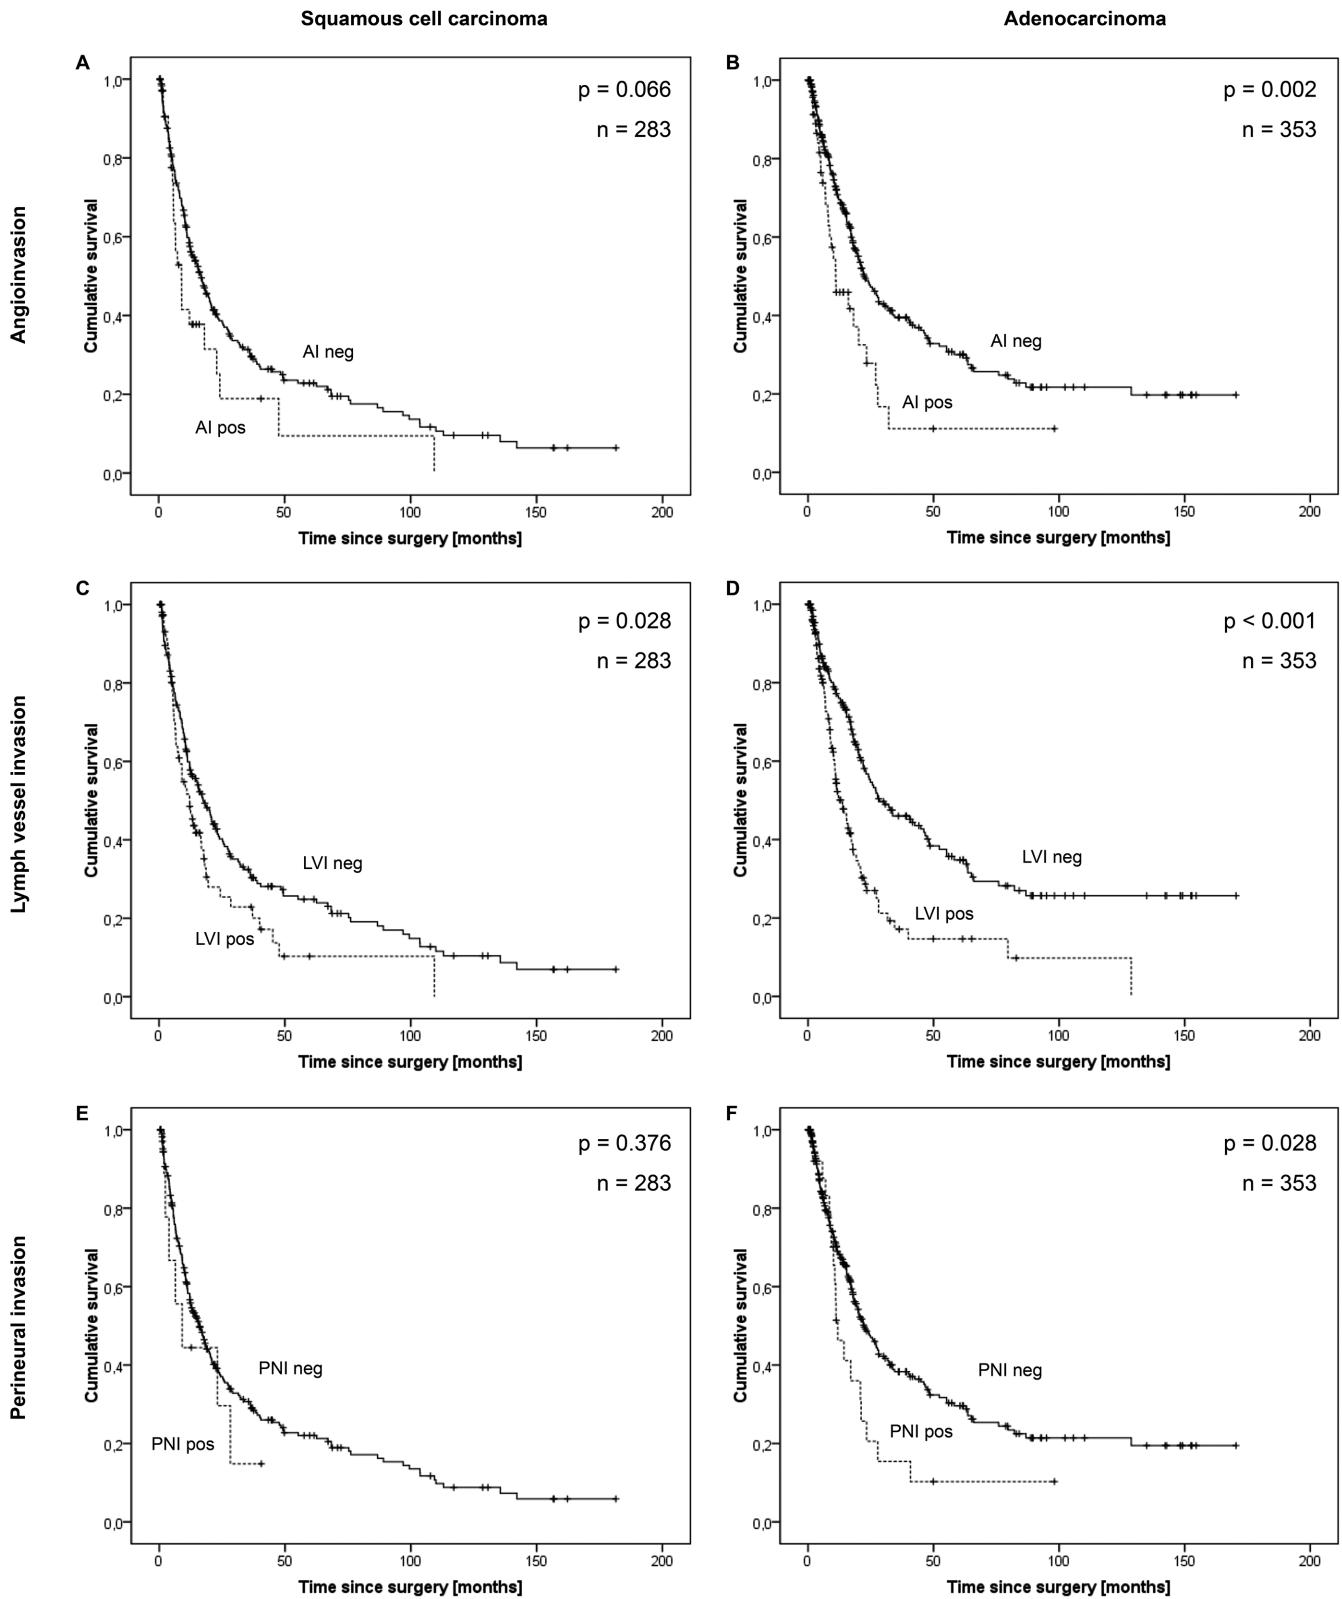 Squamous cell carcinoma
Adenocarcinoma
Angioinvasion
A
p = 0.066
n = 283
Cumulative survival
1,0
0,8
0,6
0,4
0,2
0,0
AI neg
AI pos
0 50 100 150 200
Time since surgery [months]
B
p = 0.002
n = 353
Cumulative survival
1,0
0,8
0,6
0,4
0,2
0,0
AI neg
AI pos
0 50 100 150 200
Time since surgery [months]
Lymph vessel invasion
C
p = 0.028
n = 283
Cumulative survival
1,0
0,8
0,6
0,4
0,2
0,0
LVI neg
LVI pos
0 50 100 150 200
Time since surgery [months]
D
p < 0.001
n = 353
Cumulative survival
1,0
0,8
0,6
0,4
0,2
0,0
LVI neg
LVI pos
0 50 100 150 200
Time since surgery [months]
Perineural invasion
E
p = 0.376
n = 283
Cumulative survival
1,0
0,8
0,6
0,4
0,2
0,0
PNI neg
PNI pos
0 50 100 150 200
Time since surgery [months]
F
p = 0.028
n = 353
Cumulative survival
1,0
0,8
0,6
0,4
0,2
0,0
PNI neg
PNI pos
0 50 100 150 200
Time since surgery [months]